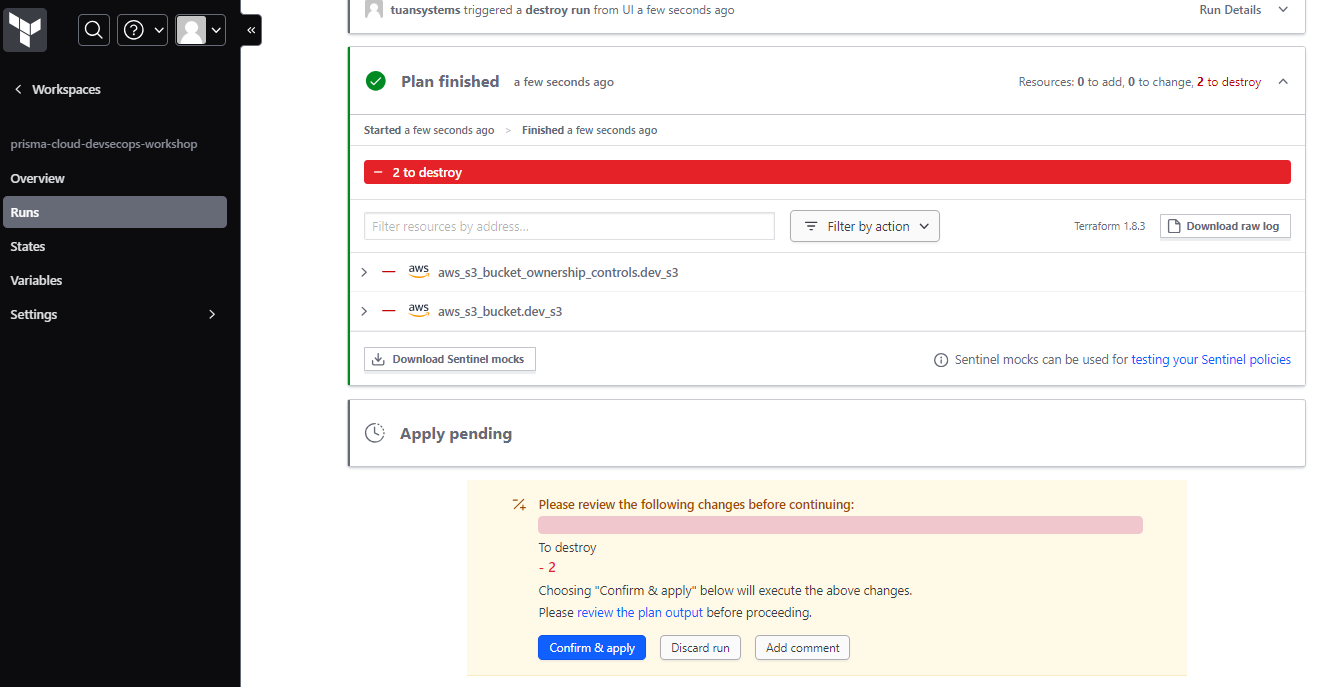 «
Workspaces
prisma-cloud-devsecops-workshop
Overview
Runs
States
Variables
Settings
tuansystems triggered a destroy run from UI a few seconds ago
Run Details
Plan finished a few seconds ago
Resources: 0 to add, 0 to change, 2 to destroy
Started a few seconds ago > Finished a few seconds ago
− 2 to destroy
Filter resources by address...
Filter by action
Terraform 1.8.3
Download raw log
aws aws_s3_bucket_ownership_controls.dev_s3
aws aws_s3_bucket.dev_s3
Download Sentinel mocks
Sentinel mocks can be used for testing your Sentinel policies
Apply pending
Please review the following changes before continuing:
To destroy
- 2
Choosing "Confirm & apply" below will execute the above changes.
Please review the plan output before proceeding.
Confirm & apply
Discard run
Add comment